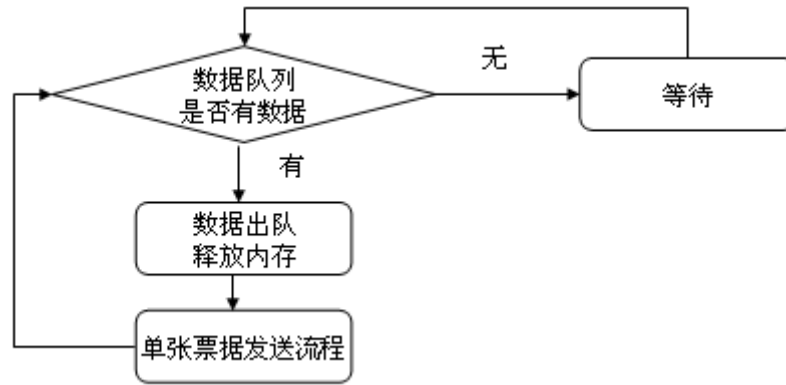 数据队列
是否有数据
无
等待
有
数据出队
释放内存
单张票据发送流程